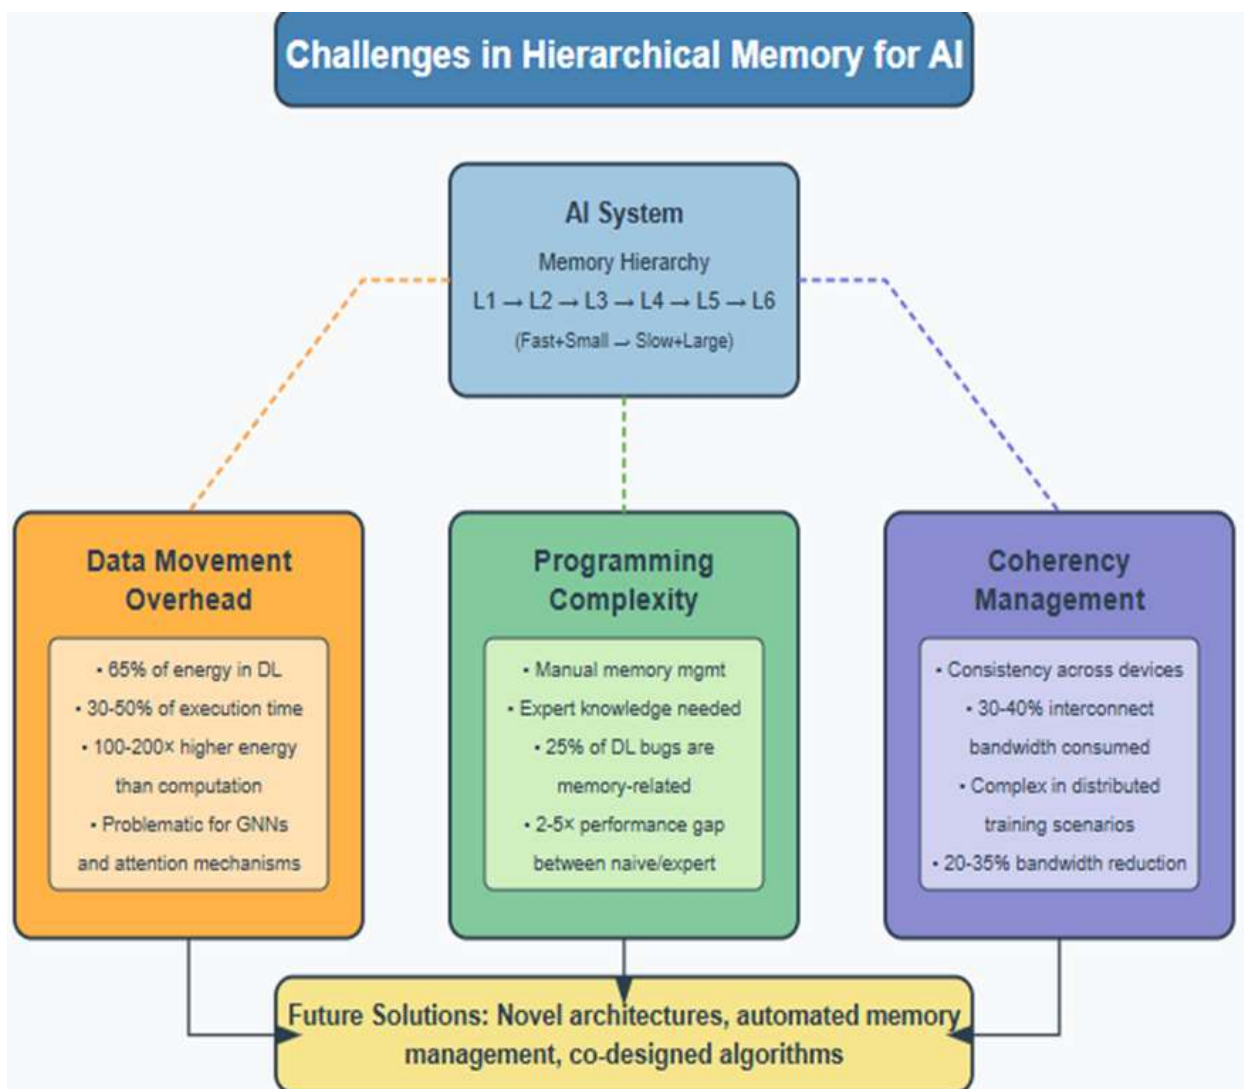 Challenges in Hierarchical Memory for AI
AI System
Memory Hierarchy
L1 → L2 → L3 → L4 → L5 → L6
(Fast+Small → Slow+Large)
Data Movement
Overhead
• 65% of energy in DL
• 30-50% of execution time
• 100-200× higher energy
than computation
• Problematic for GNNs
and attention mechanisms
Programming
Complexity
• Manual memory mgmt
• Expert knowledge needed
• 25% of DL bugs are
memory-related
• 2-5× performance gap
between naive/expert
Coherency
Management
• Consistency across devices
• 30-40% interconnect
bandwidth consumed
• Complex in distributed
training scenarios
• 20-35% bandwidth reduction
Future Solutions: Novel architectures, automated memory
management, co-designed algorithms